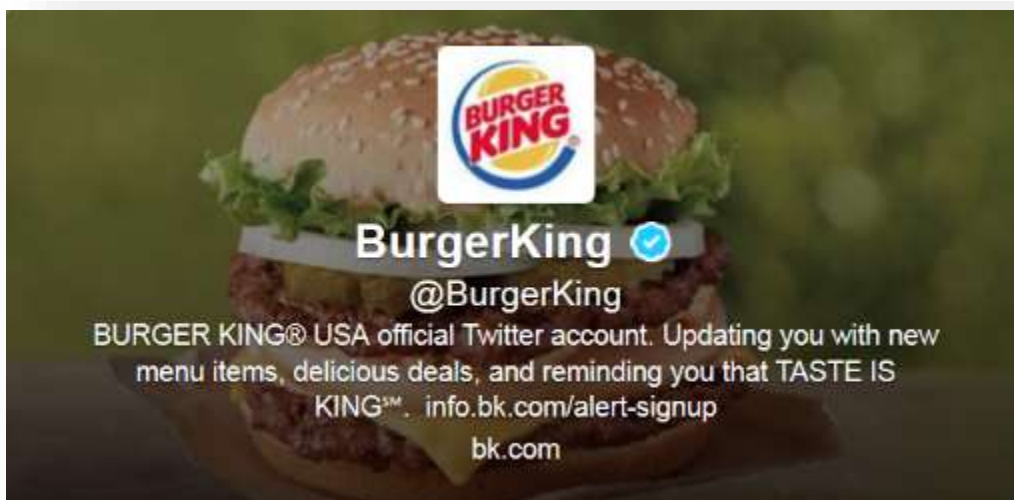 BURGER
KING®
BurgerKing
@BurgerKing
BURGER KING® USA official Twitter account. Updating you with new
menu items, delicious deals, and reminding you that TASTE IS
KING℠. info.bk.com/alert-signup
bk.com